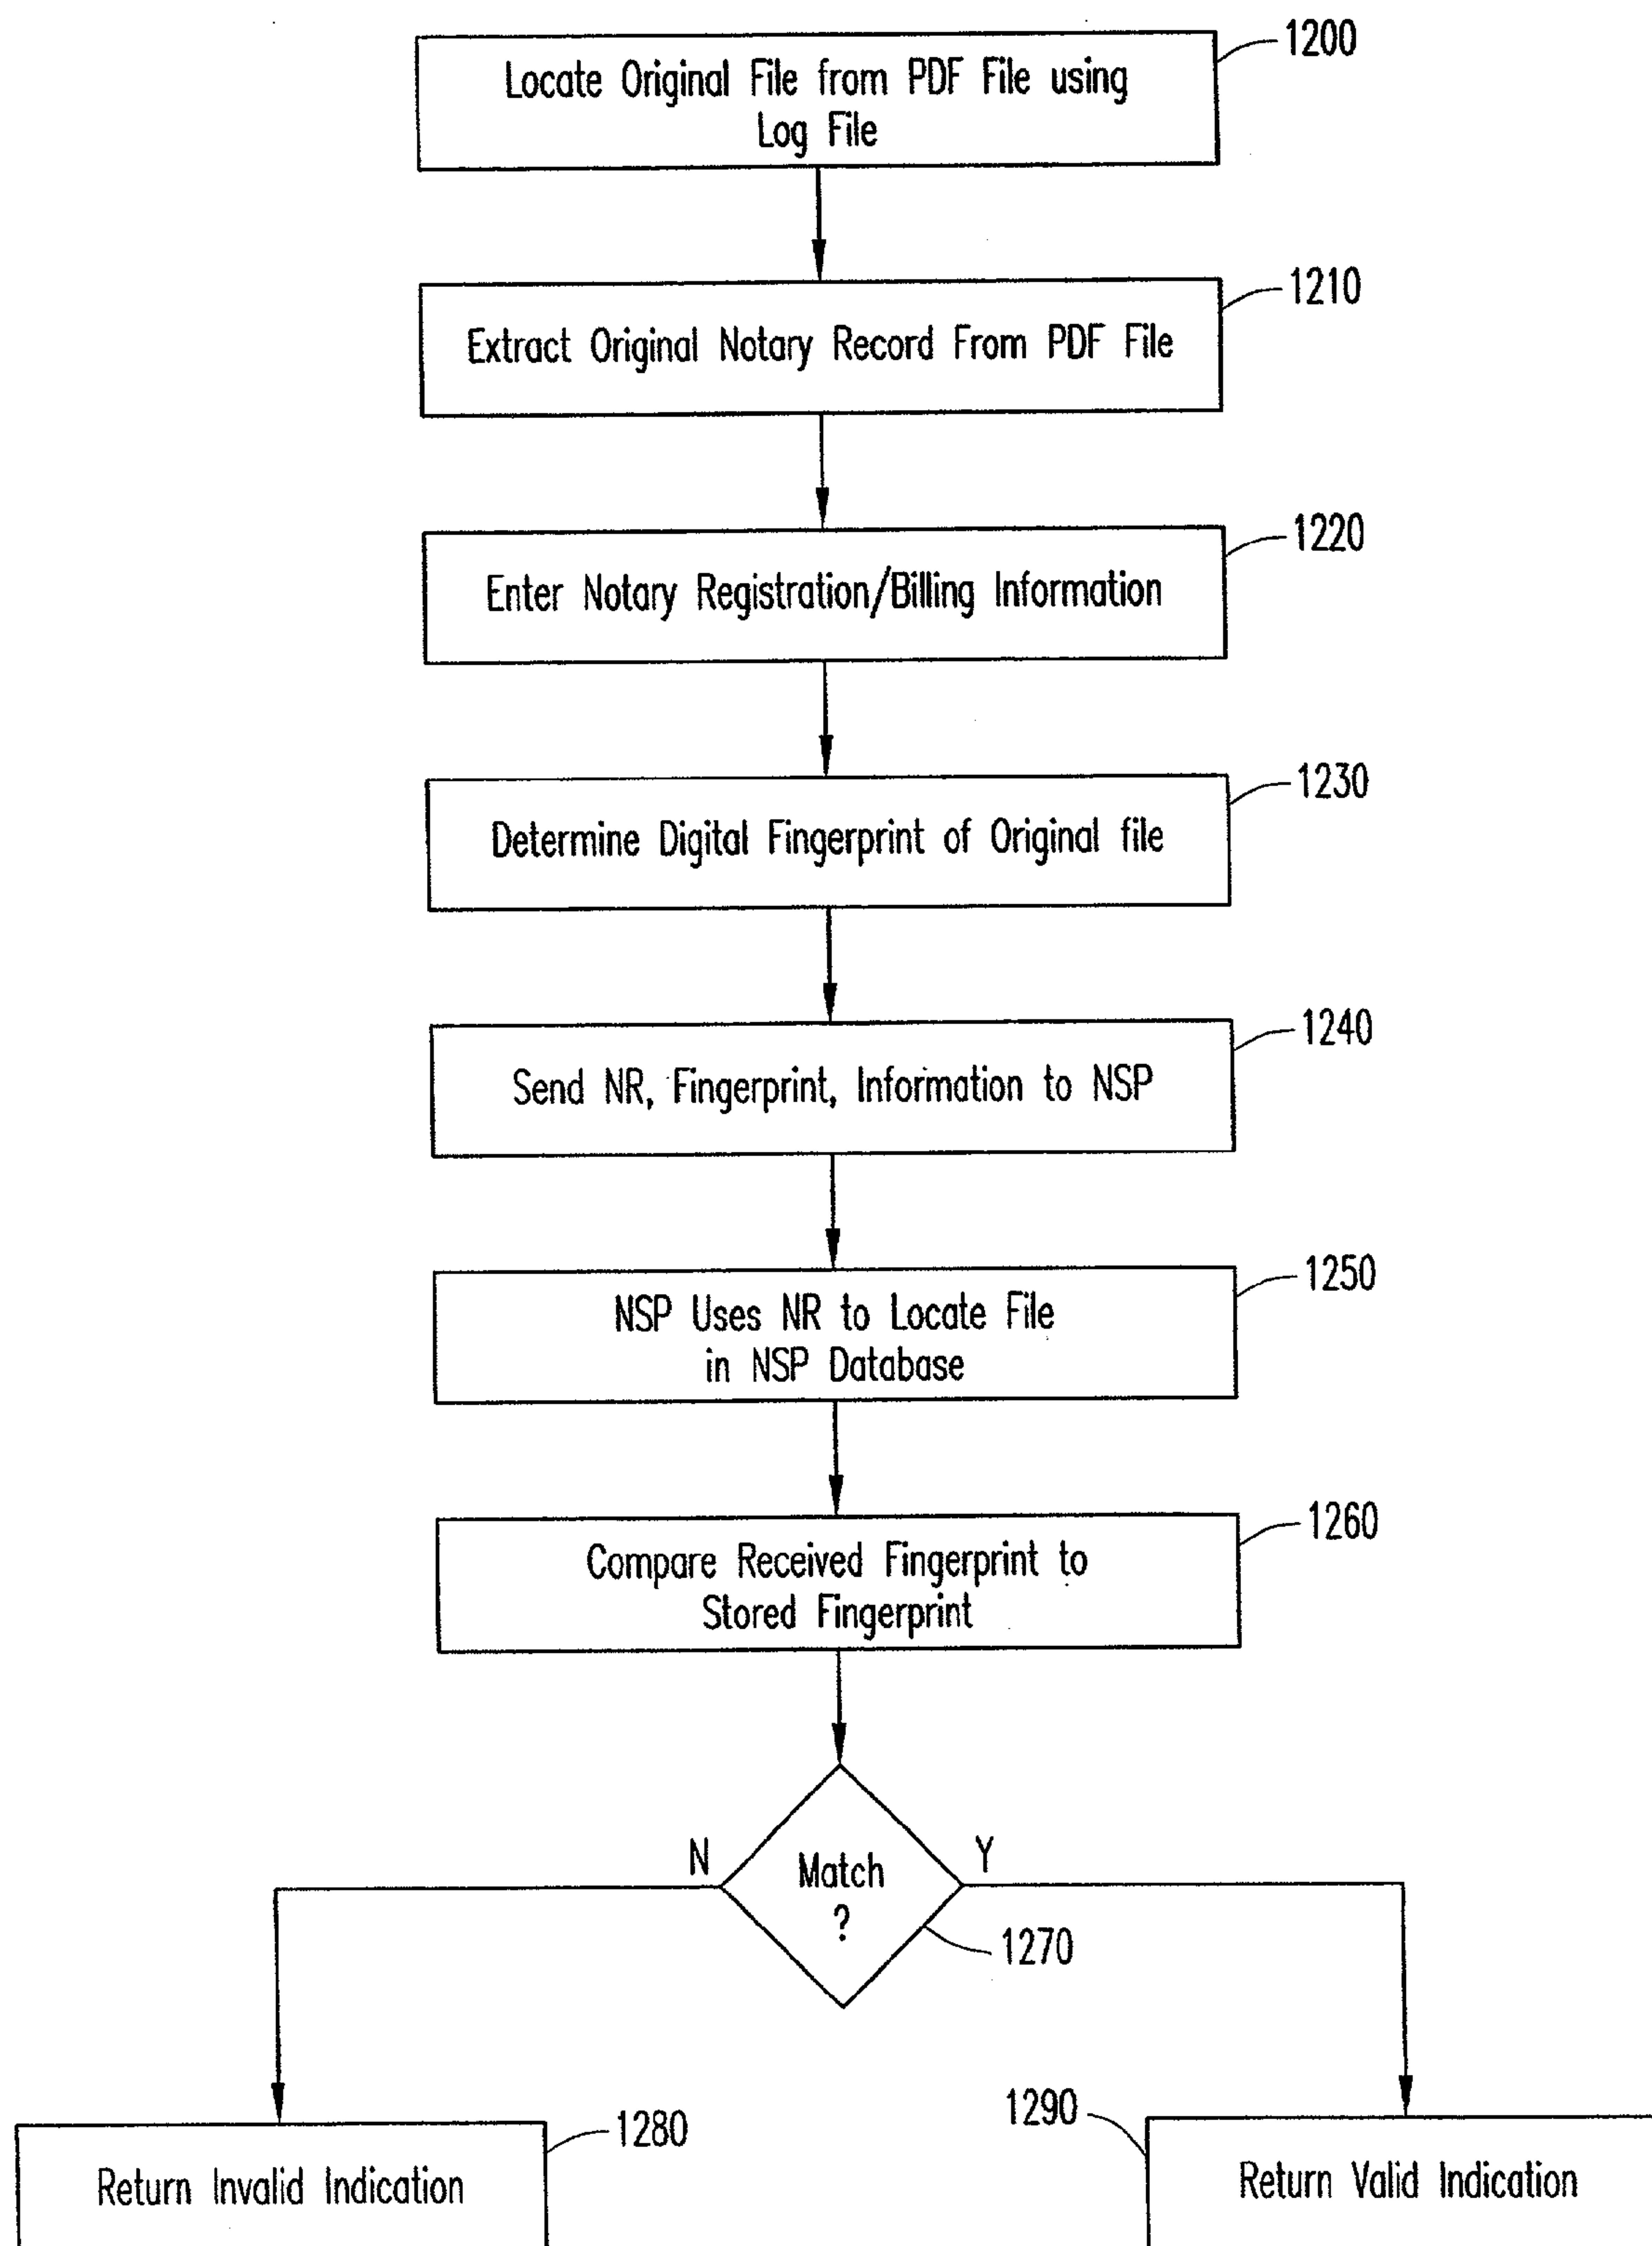 1200
Locate Original File from PDF File using
Log File
1210
Extract Original Notary Record From PDF File
1220
Enter Notary Registration/Billing Information
1230
Determine Digital Fingerprint of Original file
1240
Send NR, Fingerprint, Information to NSP
1250
NSP Uses NR to Locate File
in NSP Database
1260
Compare Received Fingerprint to
Stored Fingerprint
N
Y
Match
?
1270
1280
1290
Return Invalid Indication
Return Valid Indication